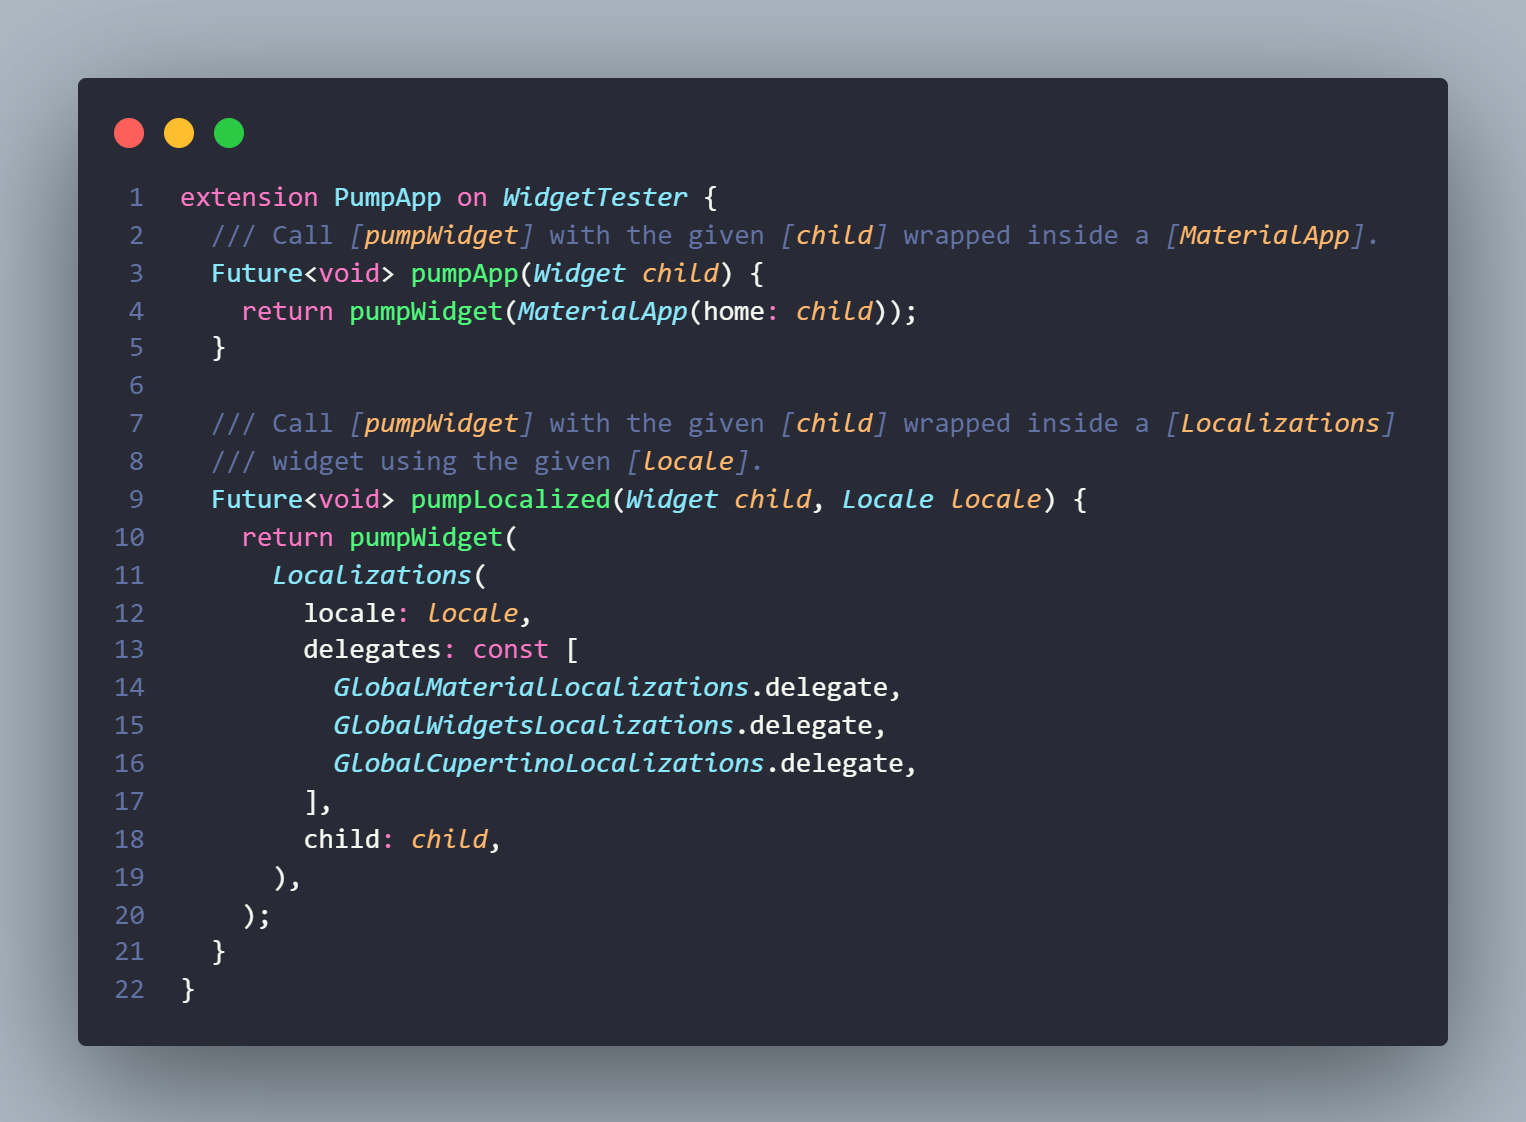 1 extension PumpApp on WidgetTester {
2   /// Call [pumpWidget] with the given [child] wrapped inside a [MaterialApp].
3   Future<void> pumpApp(Widget child) {
4     return pumpWidget(MaterialApp(home: child));
5   }
6
7   /// Call [pumpWidget] with the given [child] wrapped inside a [Localizations]
8   /// widget using the given [locale].
9   Future<void> pumpLocalized(Widget child, Locale locale) {
10     return pumpWidget(
11       Localizations(
12         locale: locale,
13         delegates: const [
14           GlobalMaterialLocalizations.delegate,
15           GlobalWidgetsLocalizations.delegate,
16           GlobalCupertinoLocalizations.delegate,
17         ],
18         child: child,
19       ),
20     );
21   }
22 }